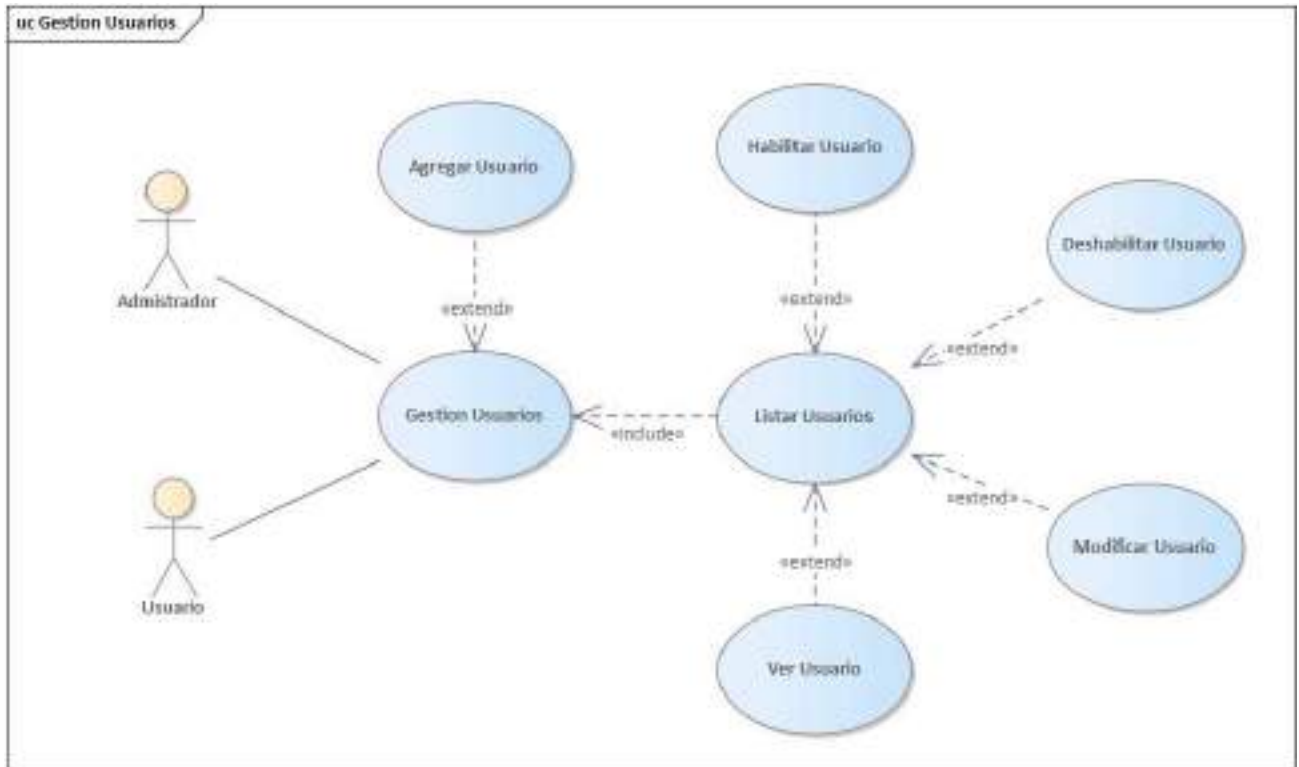 uc Gestion Usuarios
Agregar Usuario
Habilitar Usuario
Deshabilitar Usuario
Admistrador
«extend»
«extend»
«extend»
Gestion Usuarios
«include»
Listar Usuarios
«extend»
Modificar Usuario
«extend»
Usuario
Ver Usuario